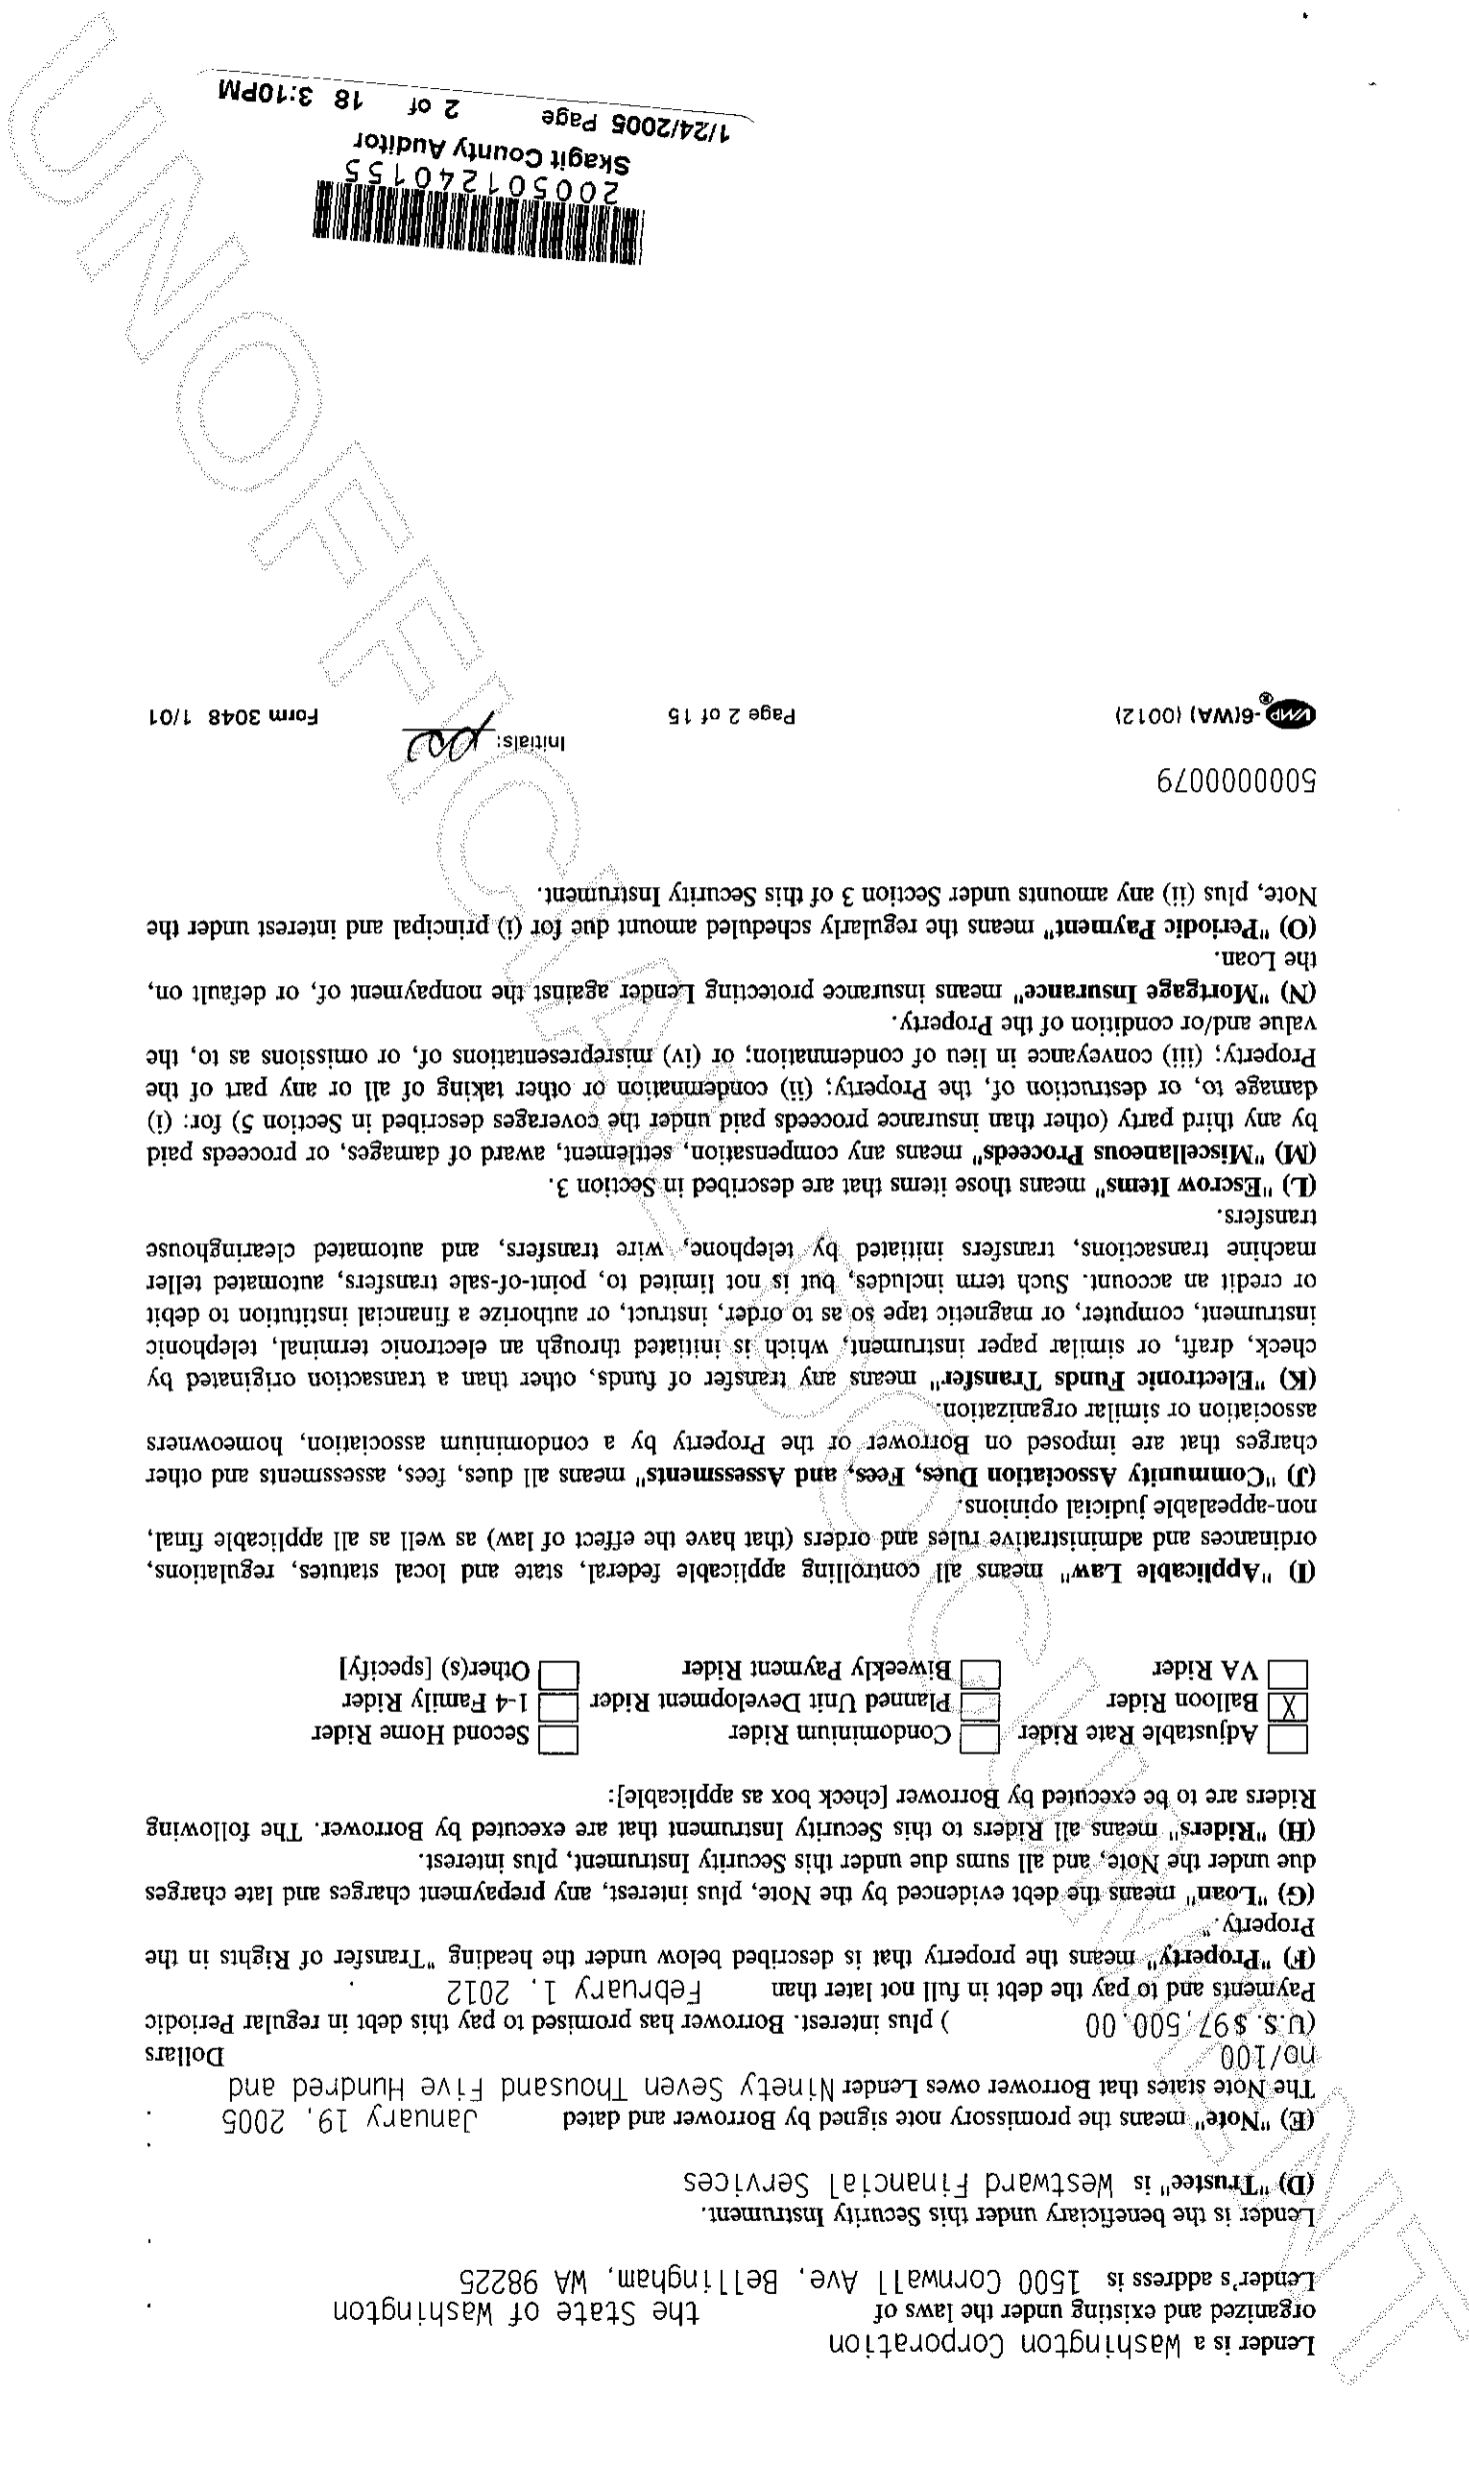 Lender is a Washington Corporation
organized and existing under the laws of the State of Washington .
Lender's address is 1500 Cornwall Ave, Bellingham, WA 98225
.
Lender is the beneficiary under this Security Instrument.
(D) "Trustee" is Westward Financial Services
.
(E) "Note" means the promissory note signed by Borrower and dated January 19, 2005 .
The Note states that Borrower owes Lender Ninety Seven Thousand Five Hundred and
no/100 Dollars
(U.S. $97,500.00 ) plus interest. Borrower has promised to pay this debt in regular Periodic
Payments and to pay the debt in full not later than February 1, 2012 .
(F) "Property" means the property that is described below under the heading "Transfer of Rights in the
Property."
(G) "Loan" means the debt evidenced by the Note, plus interest, any prepayment charges and late charges
due under the Note, and all sums due under this Security Instrument, plus interest.
(H) "Riders" means all Riders to this Security Instrument that are executed by Borrower. The following
Riders are to be executed by Borrower [check box as applicable]:
Adjustable Rate Rider Condominium Rider Second Home Rider
X Balloon Rider Planned Unit Development Rider 1-4 Family Rider
VA Rider Biweekly Payment Rider Other(s) [specify]
(I) "Applicable Law" means all controlling applicable federal, state and local statutes, regulations,
ordinances and administrative rules and orders (that have the effect of law) as well as all applicable final,
non-appealable judicial opinions.
(J) "Community Association Dues, Fees, and Assessments" means all dues, fees, assessments and other
charges that are imposed on Borrower or the Property by a condominium association, homeowners
association or similar organization.
(K) "Electronic Funds Transfer" means any transfer of funds, other than a transaction originated by
check, draft, or similar paper instrument, which is initiated through an electronic terminal, telephonic
instrument, computer, or magnetic tape so as to order, instruct, or authorize a financial institution to debit
or credit an account. Such term includes, but is not limited to, point-of-sale transfers, automated teller
machine transactions, transfers initiated by telephone, wire transfers, and automated clearinghouse
transfers.
(L) "Escrow Items" means those items that are described in Section 3.
(M) "Miscellaneous Proceeds" means any compensation, settlement, award of damages, or proceeds paid
by any third party (other than insurance proceeds paid under the coverages described in Section 5) for: (i)
damage to, or destruction of, the Property; (ii) condemnation or other taking of all or any part of the
Property; (iii) conveyance in lieu of condemnation; or (iv) misrepresentations of, or omissions as to, the
value and/or condition of the Property.
(N) "Mortgage Insurance" means insurance protecting Lender against the nonpayment of, or default on,
the Loan.
(O) "Periodic Payment" means the regularly scheduled amount due for (i) principal and interest under the
Note, plus (ii) any amounts under Section 3 of this Security Instrument.
5000000079
Initials:
VMP®-6(WA) (0012) Page 2 of 15 Form 3048 1/01
200501240155
Skagit County Auditor
1/24/2005 Page 2 of 18 3:10PM
UNOFFICIAL DOCUMENT